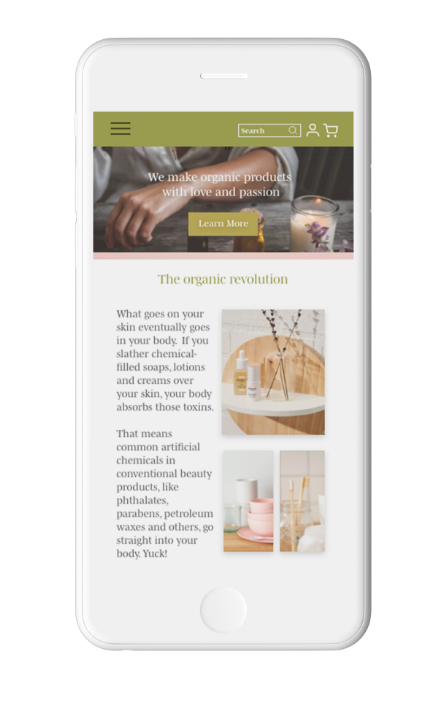 Search
We make organic products
with love and passion
Learn More
The organic revolution
What goes on your
skin eventually goes
in your body. If you
slather chemical-
filled soaps, lotions
and creams over
your skin, your body
absorbs those toxins.
That means
common artificial
chemicals in
conventional beauty
products, like
phthalates,
parabens, petroleum
waxes and others, go
straight into your
body. Yuck!